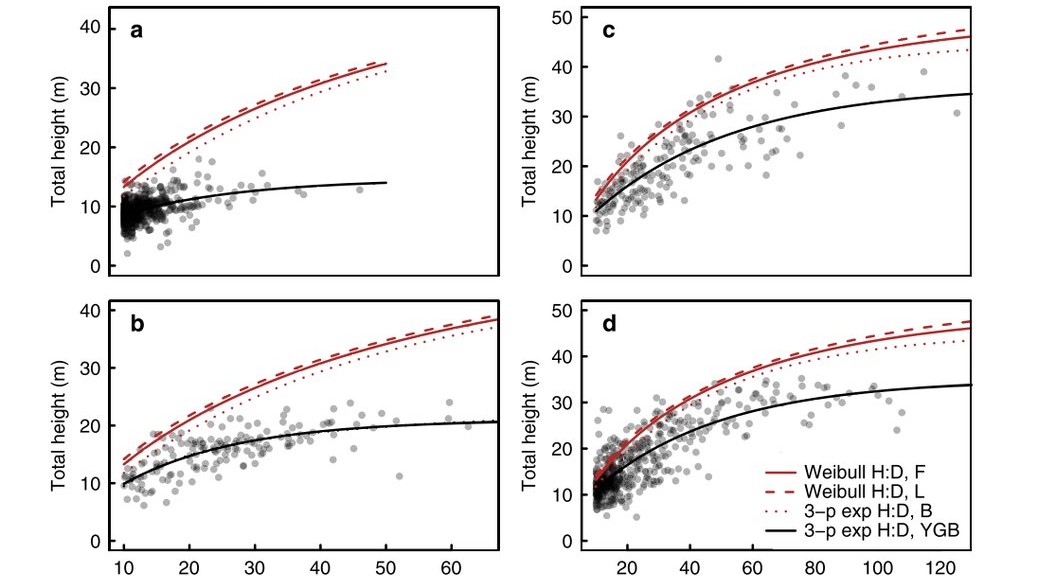 a
Total height (m)
40
30
20
10
0
c
Total height (m)
50
40
30
20
10
0
b
Total height (m)
40
30
20
10
0
10 20 30 40 50 60
d
Total height (m)
50
40
30
20
10
0
Weibull H:D, F
Weibull H:D, L
3−p exp H:D, B
3−p exp H:D, YGB
20 40 60 80 100 120